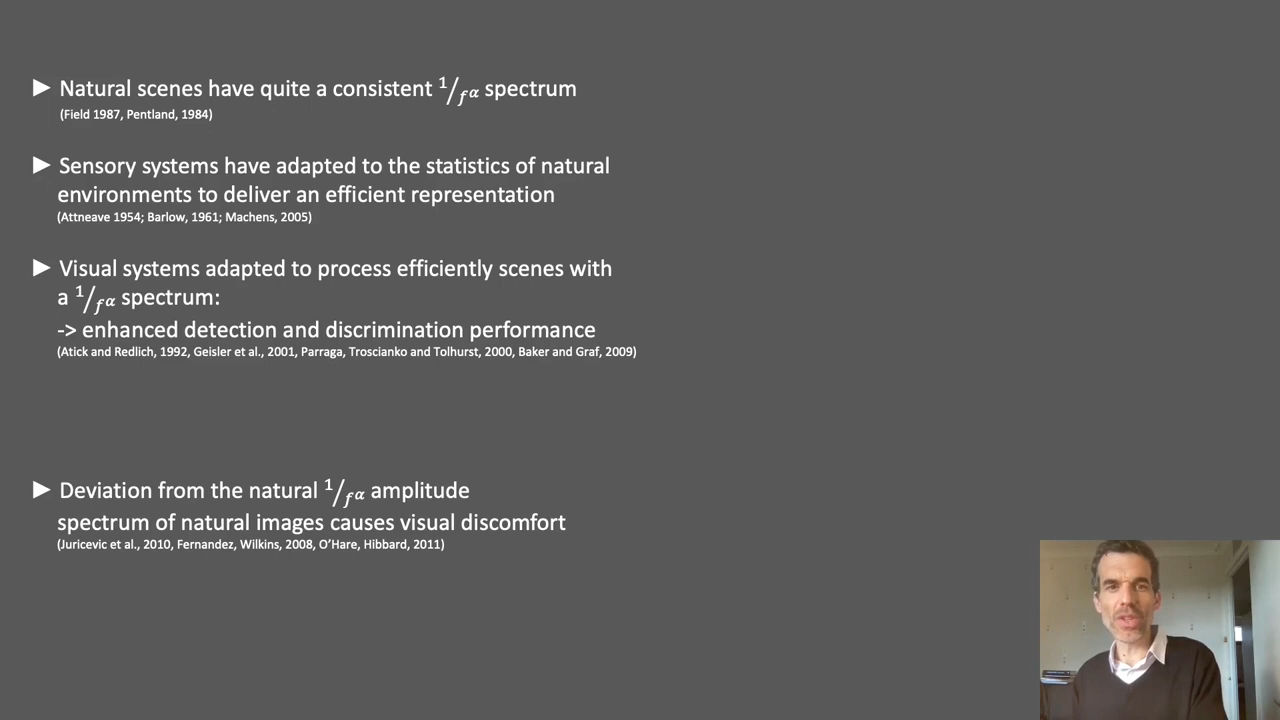 ► Natural scenes have quite a consistent 1/fα spectrum
(Field 1987, Pentland, 1984)
► Sensory systems have adapted to the statistics of natural
environments to deliver an efficient representation
(Attneave 1954; Barlow, 1961; Machens, 2005)
► Visual systems adapted to process efficiently scenes with
a 1/fα spectrum:
-> enhanced detection and discrimination performance
(Atick and Redlich, 1992, Geisler et al., 2001, Parraga, Troscianko and Tolhurst, 2000, Baker and Graf, 2009)
► Deviation from the natural 1/fα amplitude
spectrum of natural images causes visual discomfort
(Juricevic et al., 2010, Fernandez, Wilkins, 2008, O'Hare, Hibbard, 2011)